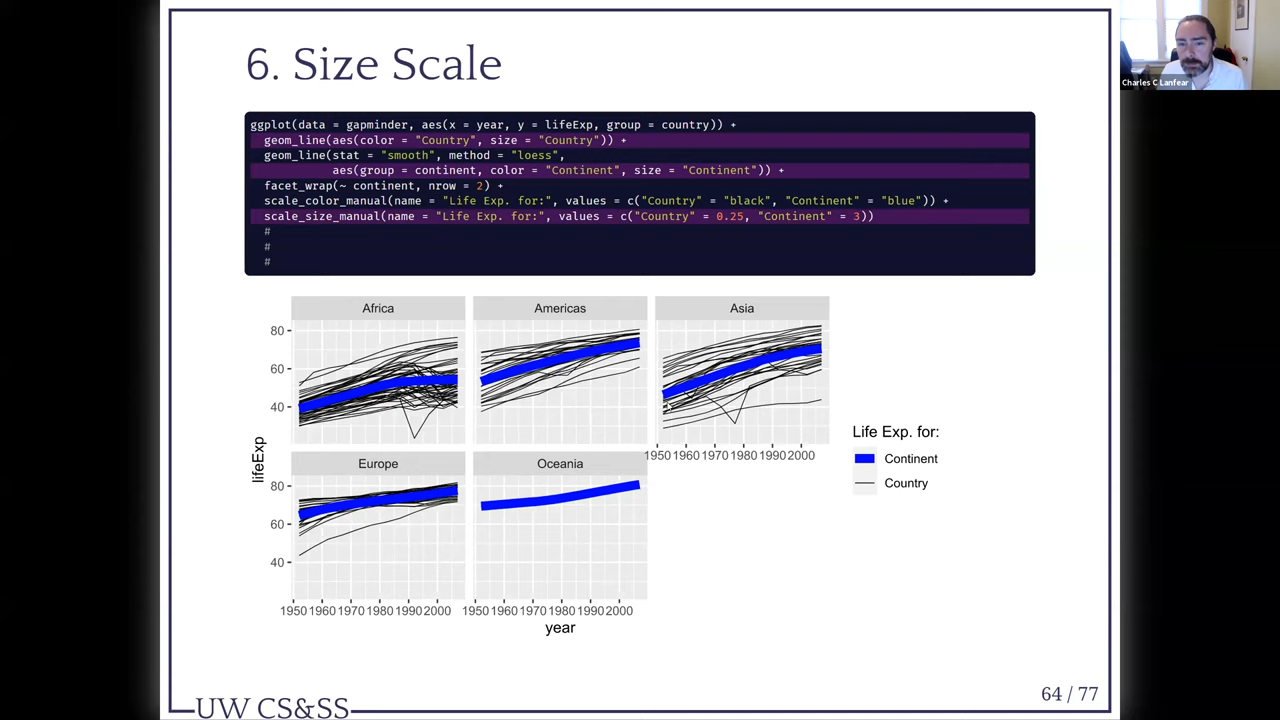 6. Size Scale
Charles C Lanfear
ggplot(data = gapminder, aes(x = year, y = lifeExp, group = country)) +
  geom_line(aes(color = "Country", size = "Country")) +
  geom_line(stat = "smooth", method = "loess",
            aes(group = continent, color = "Continent", size = "Continent")) +
  facet_wrap(~ continent, nrow = 2) +
  scale_color_manual(name = "Life Exp. for:", values = c("Country" = "black", "Continent" = "blue")) +
  scale_size_manual(name = "Life Exp. for:", values = c("Country" = 0.25, "Continent" = 3))
  #
  #
  #
Africa Americas Asia
80
60
40
1950 1960 1970 1980 1990 2000
lifeExp
Life Exp. for:
Continent
Country
Europe Oceania
80
60
40
1950 1960 1970 1980 1990 2000 1950 1960 1970 1980 1990 2000
year
64 / 77
UW CS&SS